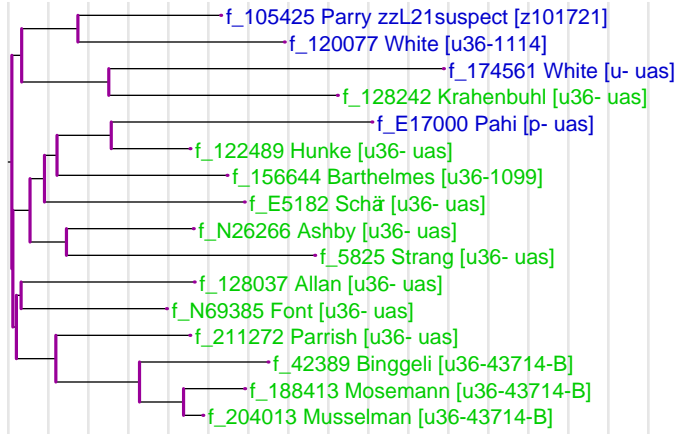 f_105425 Parry zzL21suspect [z101721]
f_120077 White [u36-1114]
f_174561 White [u- uas]
f_128242 Krahenbuhl [u36- uas]
f_E17000 Pahi [p- uas]
f_122489 Hunke [u36- uas]
f_156644 Barthelmes [u36-1099]
f_E5182 Schär [u36- uas]
f_N26266 Ashby [u36- uas]
f_5825 Strang [u36- uas]
f_128037 Allan [u36- uas]
f_N69385 Font [u36- uas]
f_211272 Parrish [u36- uas]
f_42389 Binggeli [u36-43714-B]
f_188413 Mosemann [u36-43714-B]
f_204013 Musselman [u36-43714-B]